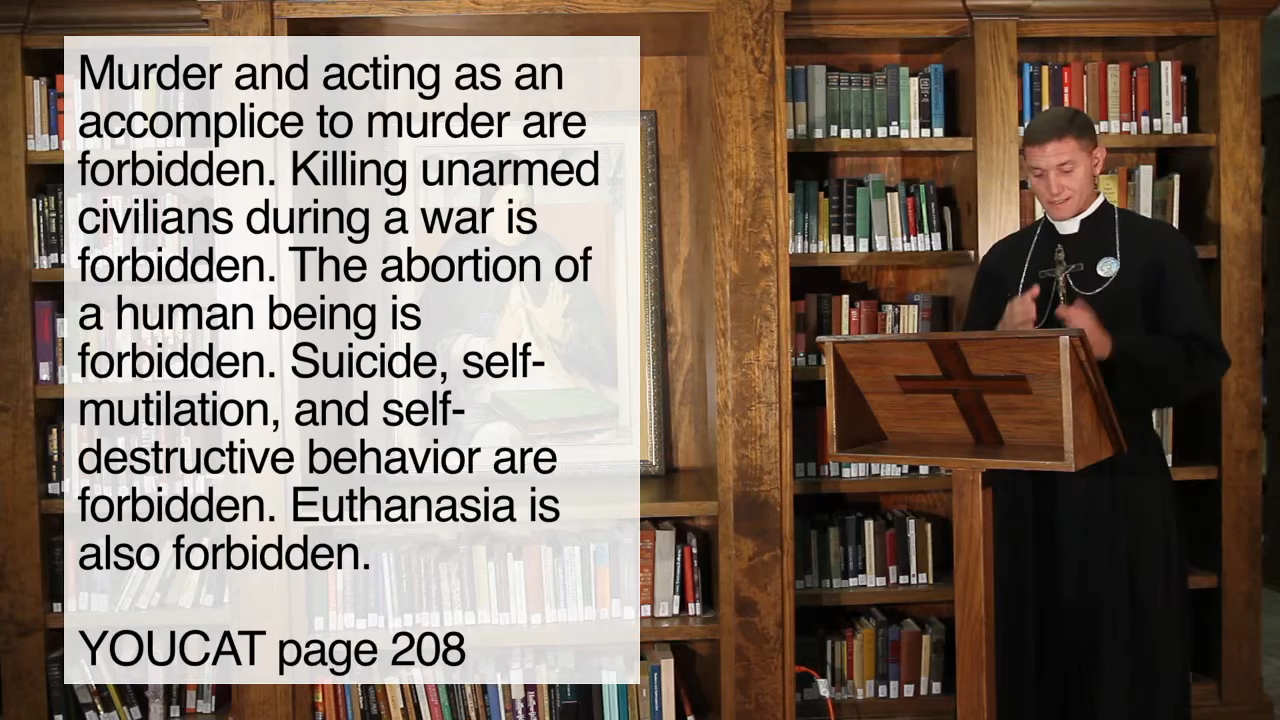 Murder and acting as an
accomplice to murder are
forbidden. Killing unarmed
civilians during a war is
forbidden. The abortion of
a human being is
forbidden. Suicide, self-
mutilation, and self-
destructive behavior are
forbidden. Euthanasia is
also forbidden.
YOUCAT page 208